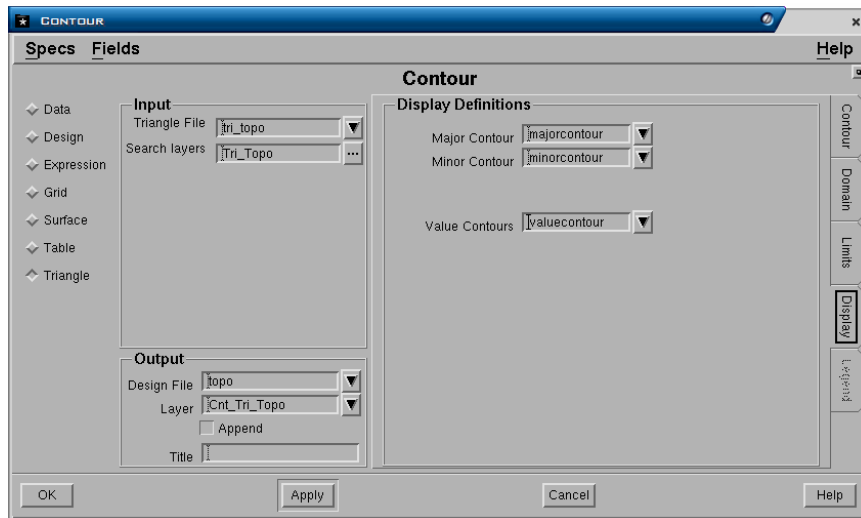 CONTOUR
Specs Fields Help
Contour
Data
Design
Expression
Grid
Surface
Table
Triangle
Input
Triangle File tri_topo
Search layers Tri_Topo ...
Output
Design File topo
Layer Cnt_Tri_Topo
Append
Title
Display Definitions
Major Contour majorcontour
Minor Contour minorcontour
Value Contours valuecontour
Contour
Domain
Limits
Display
Legend
OK Apply Cancel Help